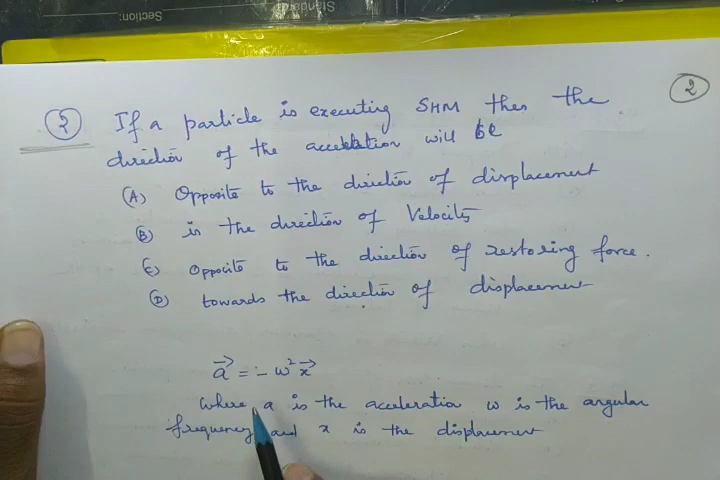 Section:
Standard:
2
2 If a particle is executing SHM then the
direction of the acceleration will be
(A) Opposite to the direction of displacement
(B) in the direction of Velocity
(C) Opposite to the direction of restoring force.
(D) towards the direction of displacement
a⃗ = - ω² x⃗
Where a is the acceleration ω is the angular
frequency and x is the displacement